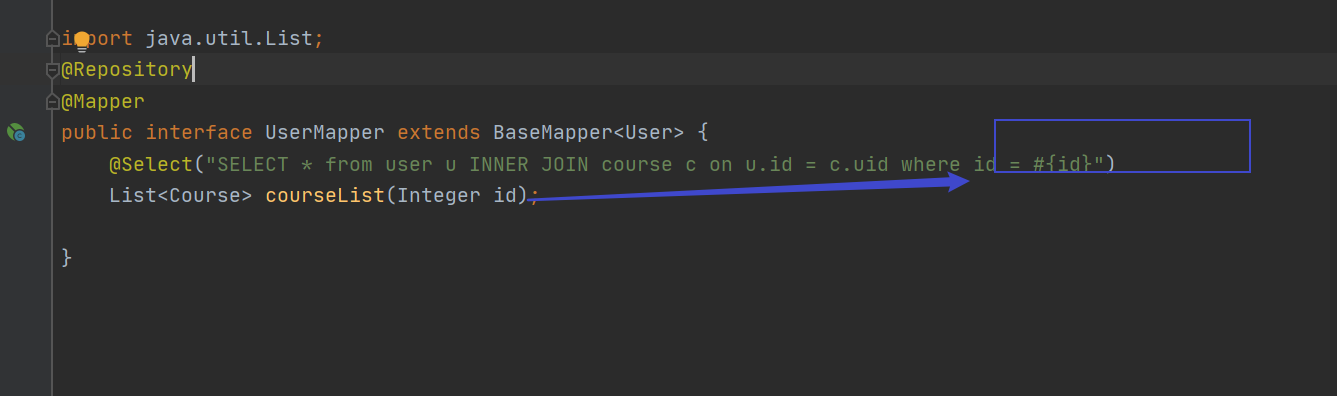 import java.util.List;
@Repository
@Mapper
public interface UserMapper extends BaseMapper<User> {
@Select("SELECT * from user u INNER JOIN course c on u.id = c.uid where id = #{id}")
List<Course> courseList(Integer id);
}